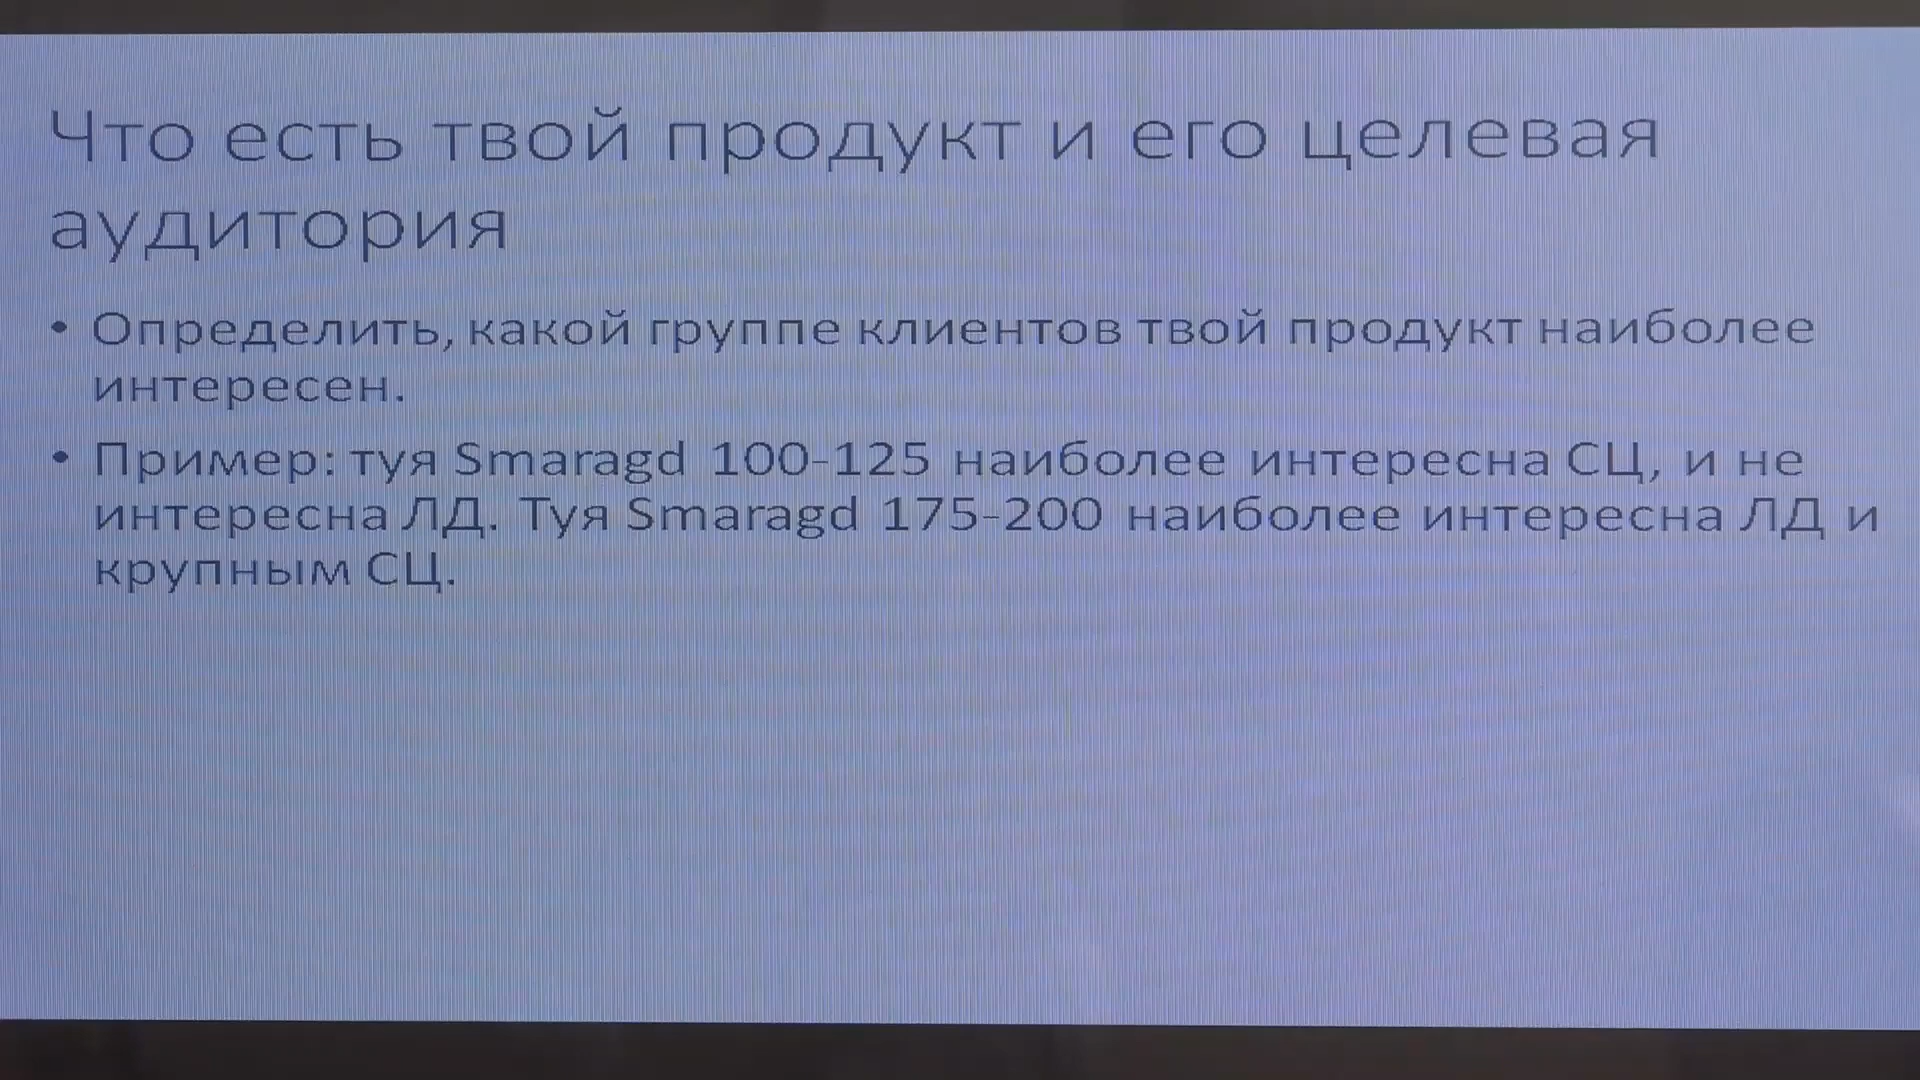 Что есть твой продукт и его целевая
аудитория
• Определить, какой группе клиентов твой продукт наиболее
интересен.
• Пример: туя Smaragd 100-125 наиболее интересна СЦ, и не
интересна ЛД. Туя Smaragd 175-200 наиболее интересна ЛД и
крупным СЦ.